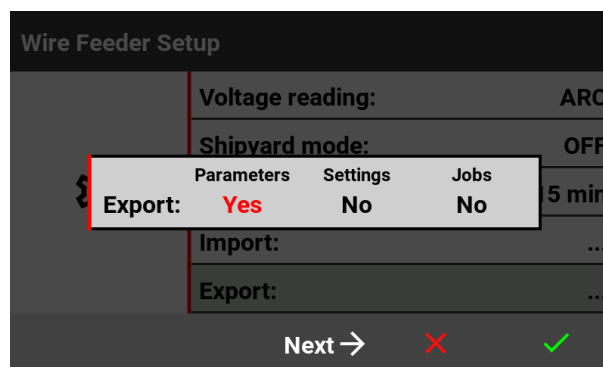 Wire Feeder Setup
Voltage reading: ARC
Shipyard mode: OFF
Parameters Settings Jobs
Export: Yes No No
15 min
Import: ...
Export: ...
Next